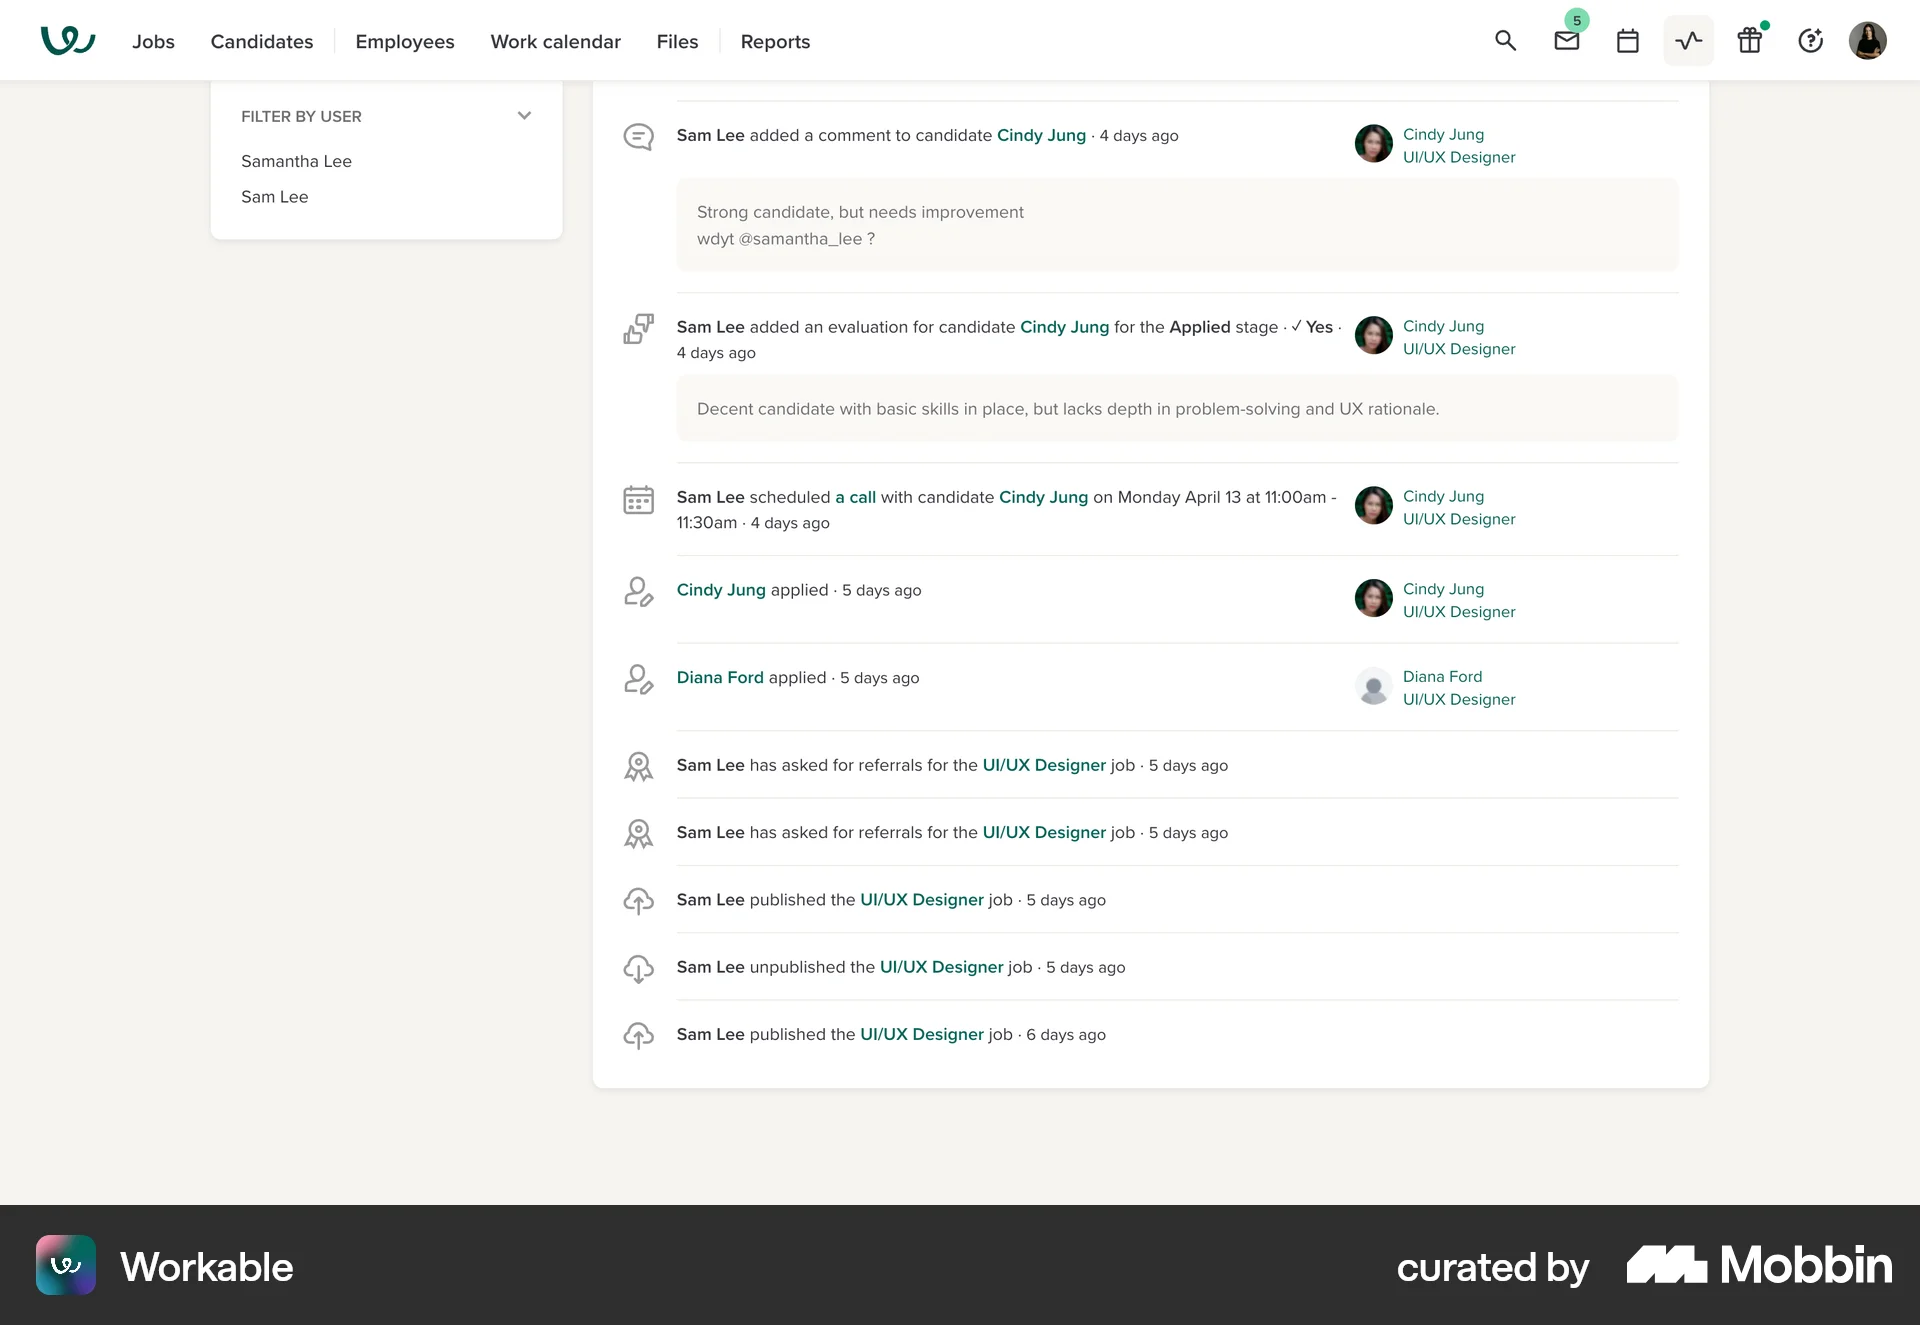 Jobs
Candidates
Employees
Work calendar
Files
Reports
5
FILTER BY USER
Samantha Lee
Sam Lee
Sam Lee added a comment to candidate Cindy Jung · 4 days ago
Cindy Jung
UI/UX Designer
Strong candidate, but needs improvement
wdyt @samantha_lee ?
Sam Lee added an evaluation for candidate Cindy Jung for the Applied stage · ✓ Yes ·
4 days ago
Cindy Jung
UI/UX Designer
Decent candidate with basic skills in place, but lacks depth in problem-solving and UX rationale.
Sam Lee scheduled a call with candidate Cindy Jung on Monday April 13 at 11:00am -
11:30am · 4 days ago
Cindy Jung
UI/UX Designer
Cindy Jung applied · 5 days ago
Cindy Jung
UI/UX Designer
Diana Ford applied · 5 days ago
Diana Ford
UI/UX Designer
Sam Lee has asked for referrals for the UI/UX Designer job · 5 days ago
Sam Lee has asked for referrals for the UI/UX Designer job · 5 days ago
Sam Lee published the UI/UX Designer job · 5 days ago
Sam Lee unpublished the UI/UX Designer job · 5 days ago
Sam Lee published the UI/UX Designer job · 6 days ago
Workable
curated by
Mobbin